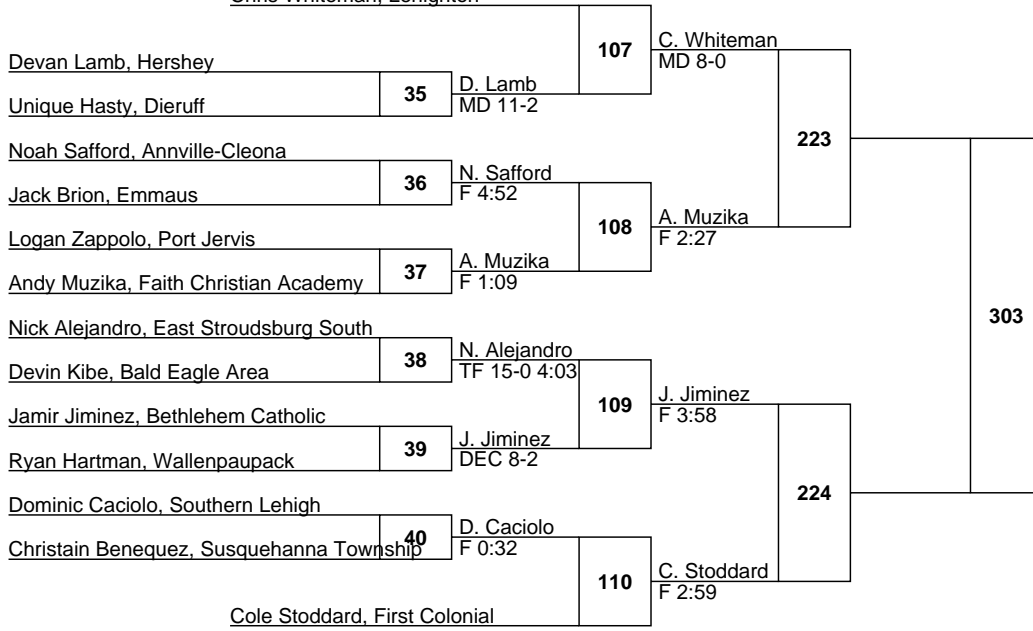 Chris Whiteman, Lehighton
107
C. Whiteman
MD 8-0
Devan Lamb, Hershey
35
D. Lamb
MD 11-2
Unique Hasty, Dieruff
223
Noah Safford, Annville-Cleona
36
N. Safford
F 4:52
Jack Brion, Emmaus
108
A. Muzika
F 2:27
Logan Zappolo, Port Jervis
37
A. Muzika
F 1:09
Andy Muzika, Faith Christian Academy
303
Nick Alejandro, East Stroudsburg South
38
N. Alejandro
TF 15-0 4:03
Devin Kibe, Bald Eagle Area
109
J. Jiminez
F 3:58
Jamir Jiminez, Bethlehem Catholic
39
J. Jiminez
DEC 8-2
Ryan Hartman, Wallenpaupack
224
Dominic Caciolo, Southern Lehigh
40
D. Caciolo
F 0:32
Christain Benequez, Susquehanna Township
110
C. Stoddard
F 2:59
Cole Stoddard, First Colonial